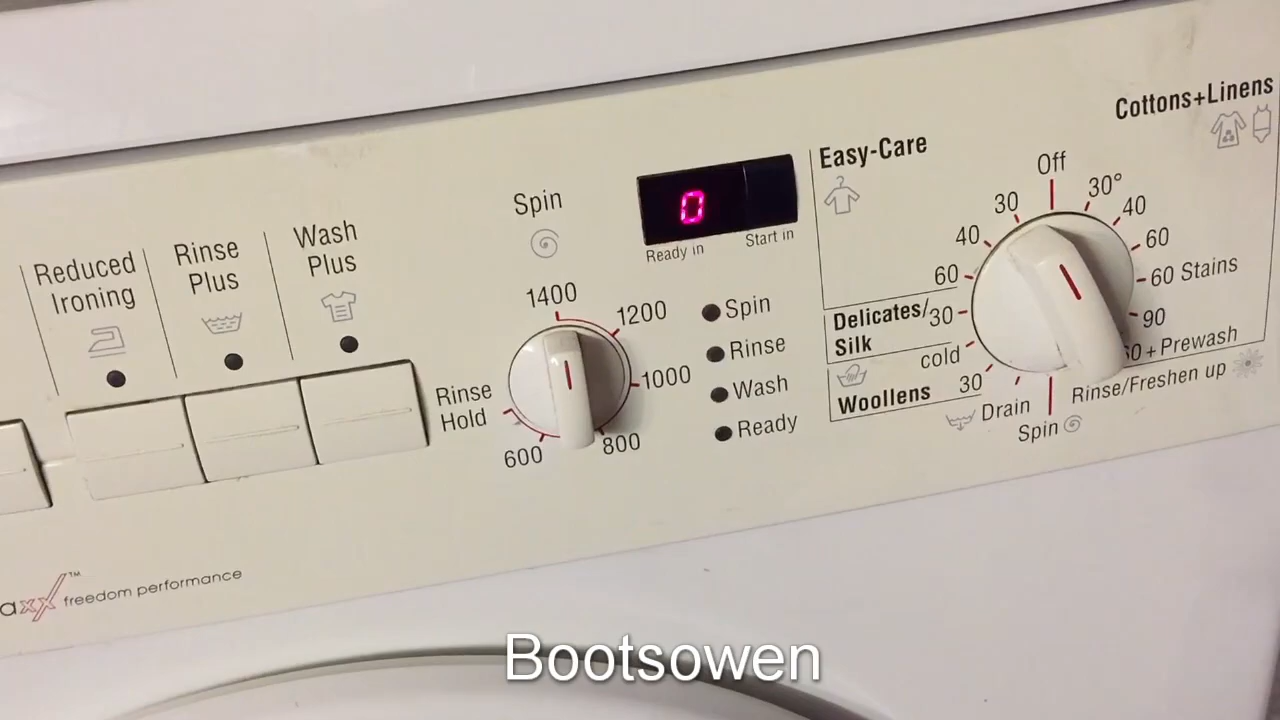 Cottons+Linens
Easy-Care
Off
30°
40
60
60 Stains
90
60 + Prewash
Rinse/Freshen up
Spin
Drain
30
40
60
Delicates/
Silk
30
cold
Woollens
30
0
Ready in
Start in
Spin
1400
1200
1000
800
600
Rinse
Hold
Spin
Rinse
Wash
Ready
Reduced
Ironing
Rinse
Plus
Wash
Plus
axx™ freedom performance
Bootsowen